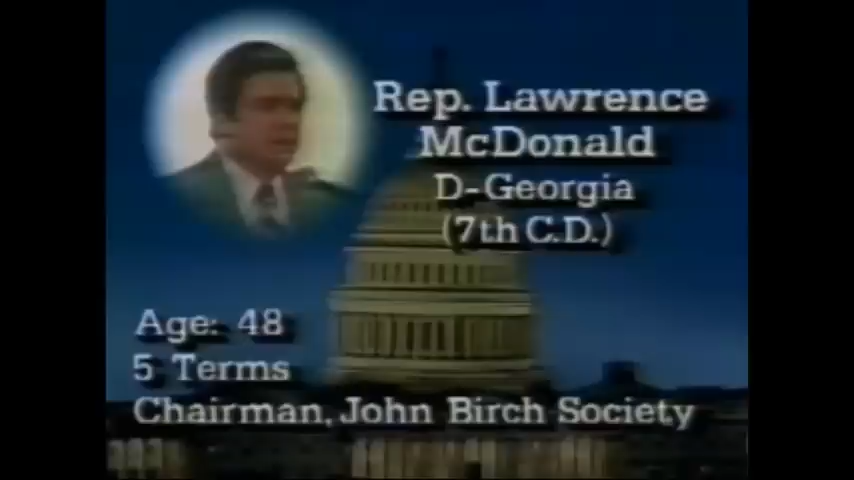 Rep. Lawrence
McDonald
D-Georgia
(7th C.D.)
Age: 48
5 Terms
Chairman, John Birch Society